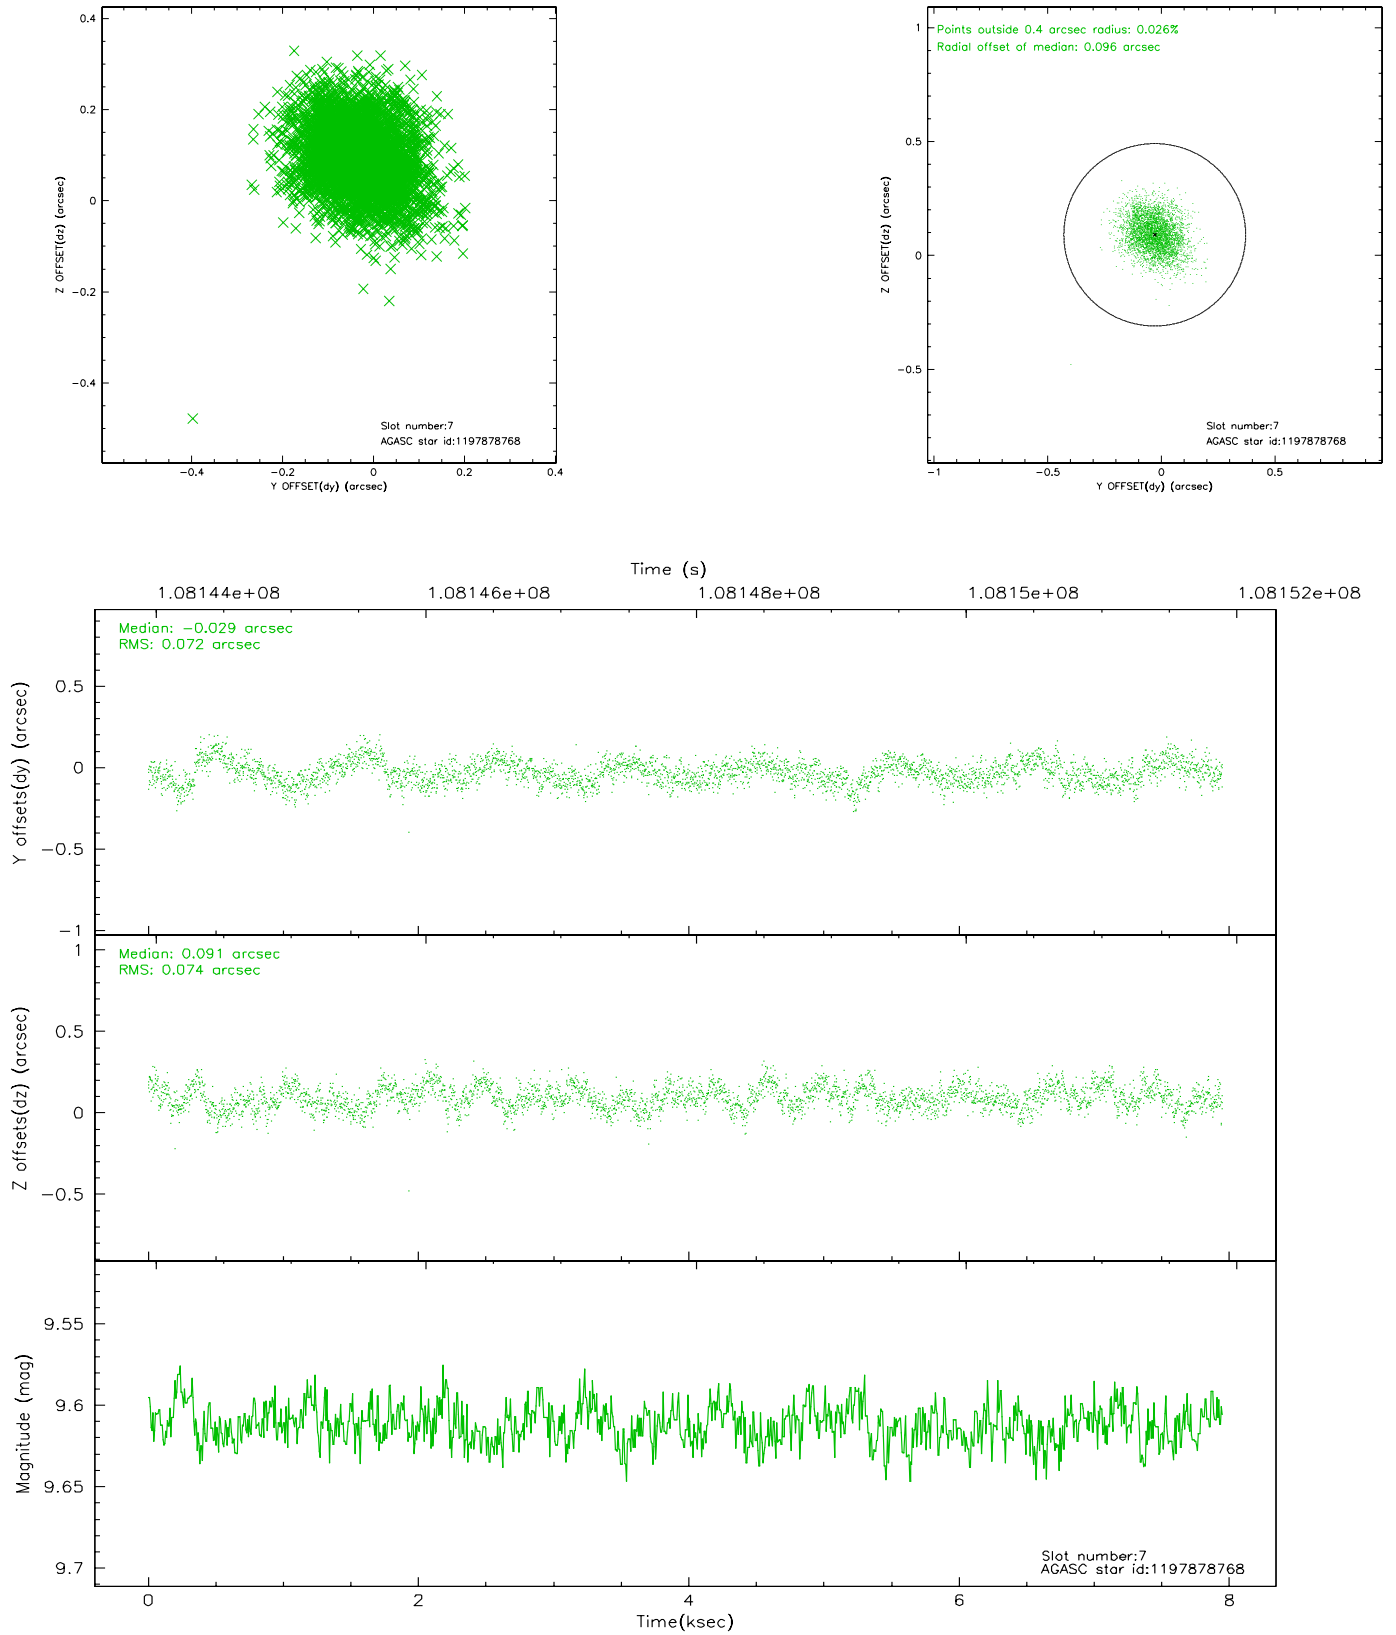 0.4
0.2
0
−0.2
−0.4
Z OFFSET(dz) (arcsec)
Slot number:7
AGASC star id:1197878768
−0.4
−0.2
0
0.2
0.4
Y OFFSET(dy) (arcsec)
Points outside 0.4 arcsec radius: 0.026%
Radial offset of median: 0.096 arcsec
1
0.5
0
−0.5
Z OFFSET(dz) (arcsec)
Slot number:7
AGASC star id:1197878768
−1
−0.5
0
0.5
Y OFFSET(dy) (arcsec)
Time (s)
1.08144e+08
1.08146e+08
1.08148e+08
1.0815e+08
1.08152e+08
Median: −0.029 arcsec
RMS: 0.072 arcsec
0.5
0
−0.5
−1
Y offsets(dy) (arcsec)
Median: 0.091 arcsec
RMS: 0.074 arcsec
1
0.5
0
−0.5
Z offsets(dz) (arcsec)
9.55
9.6
9.65
9.7
Magnitude (mag)
Slot number:7
AGASC star id:1197878768
0
2
4
6
8
Time(ksec)